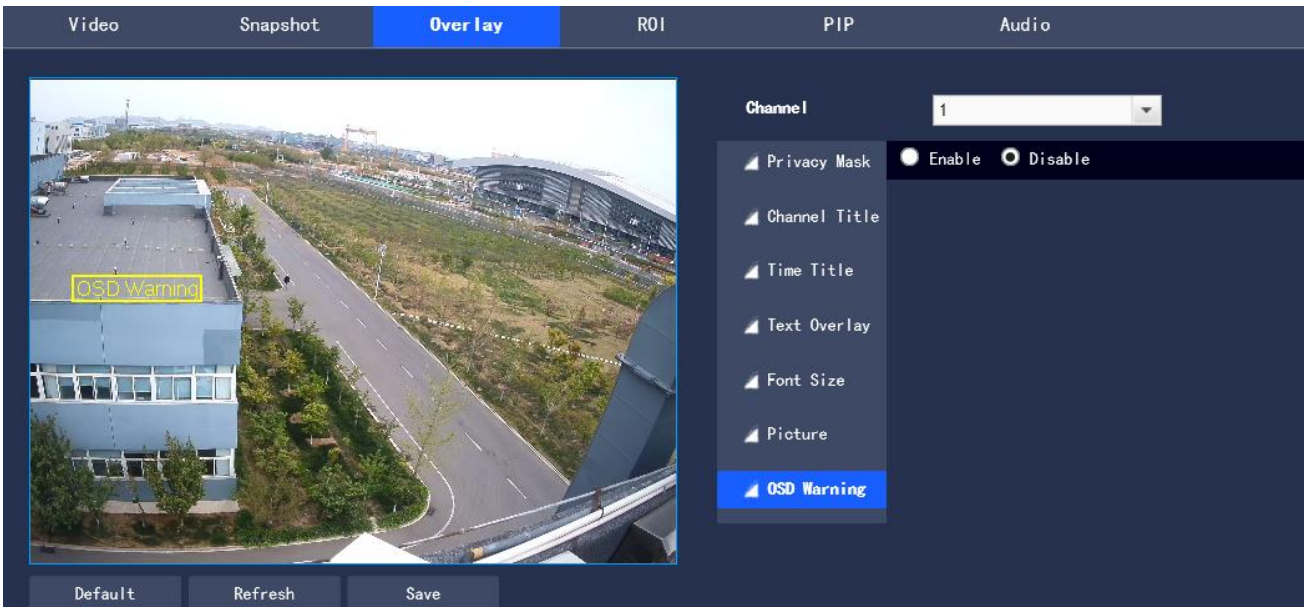 Video Snapshot Overlay ROI PIP Audio
Channel 1
Privacy Mask Enable Disable
Channel Title
Time Title
Text Overlay
Font Size
Picture
OSD Warning
OSD Warning
Default Refresh Save